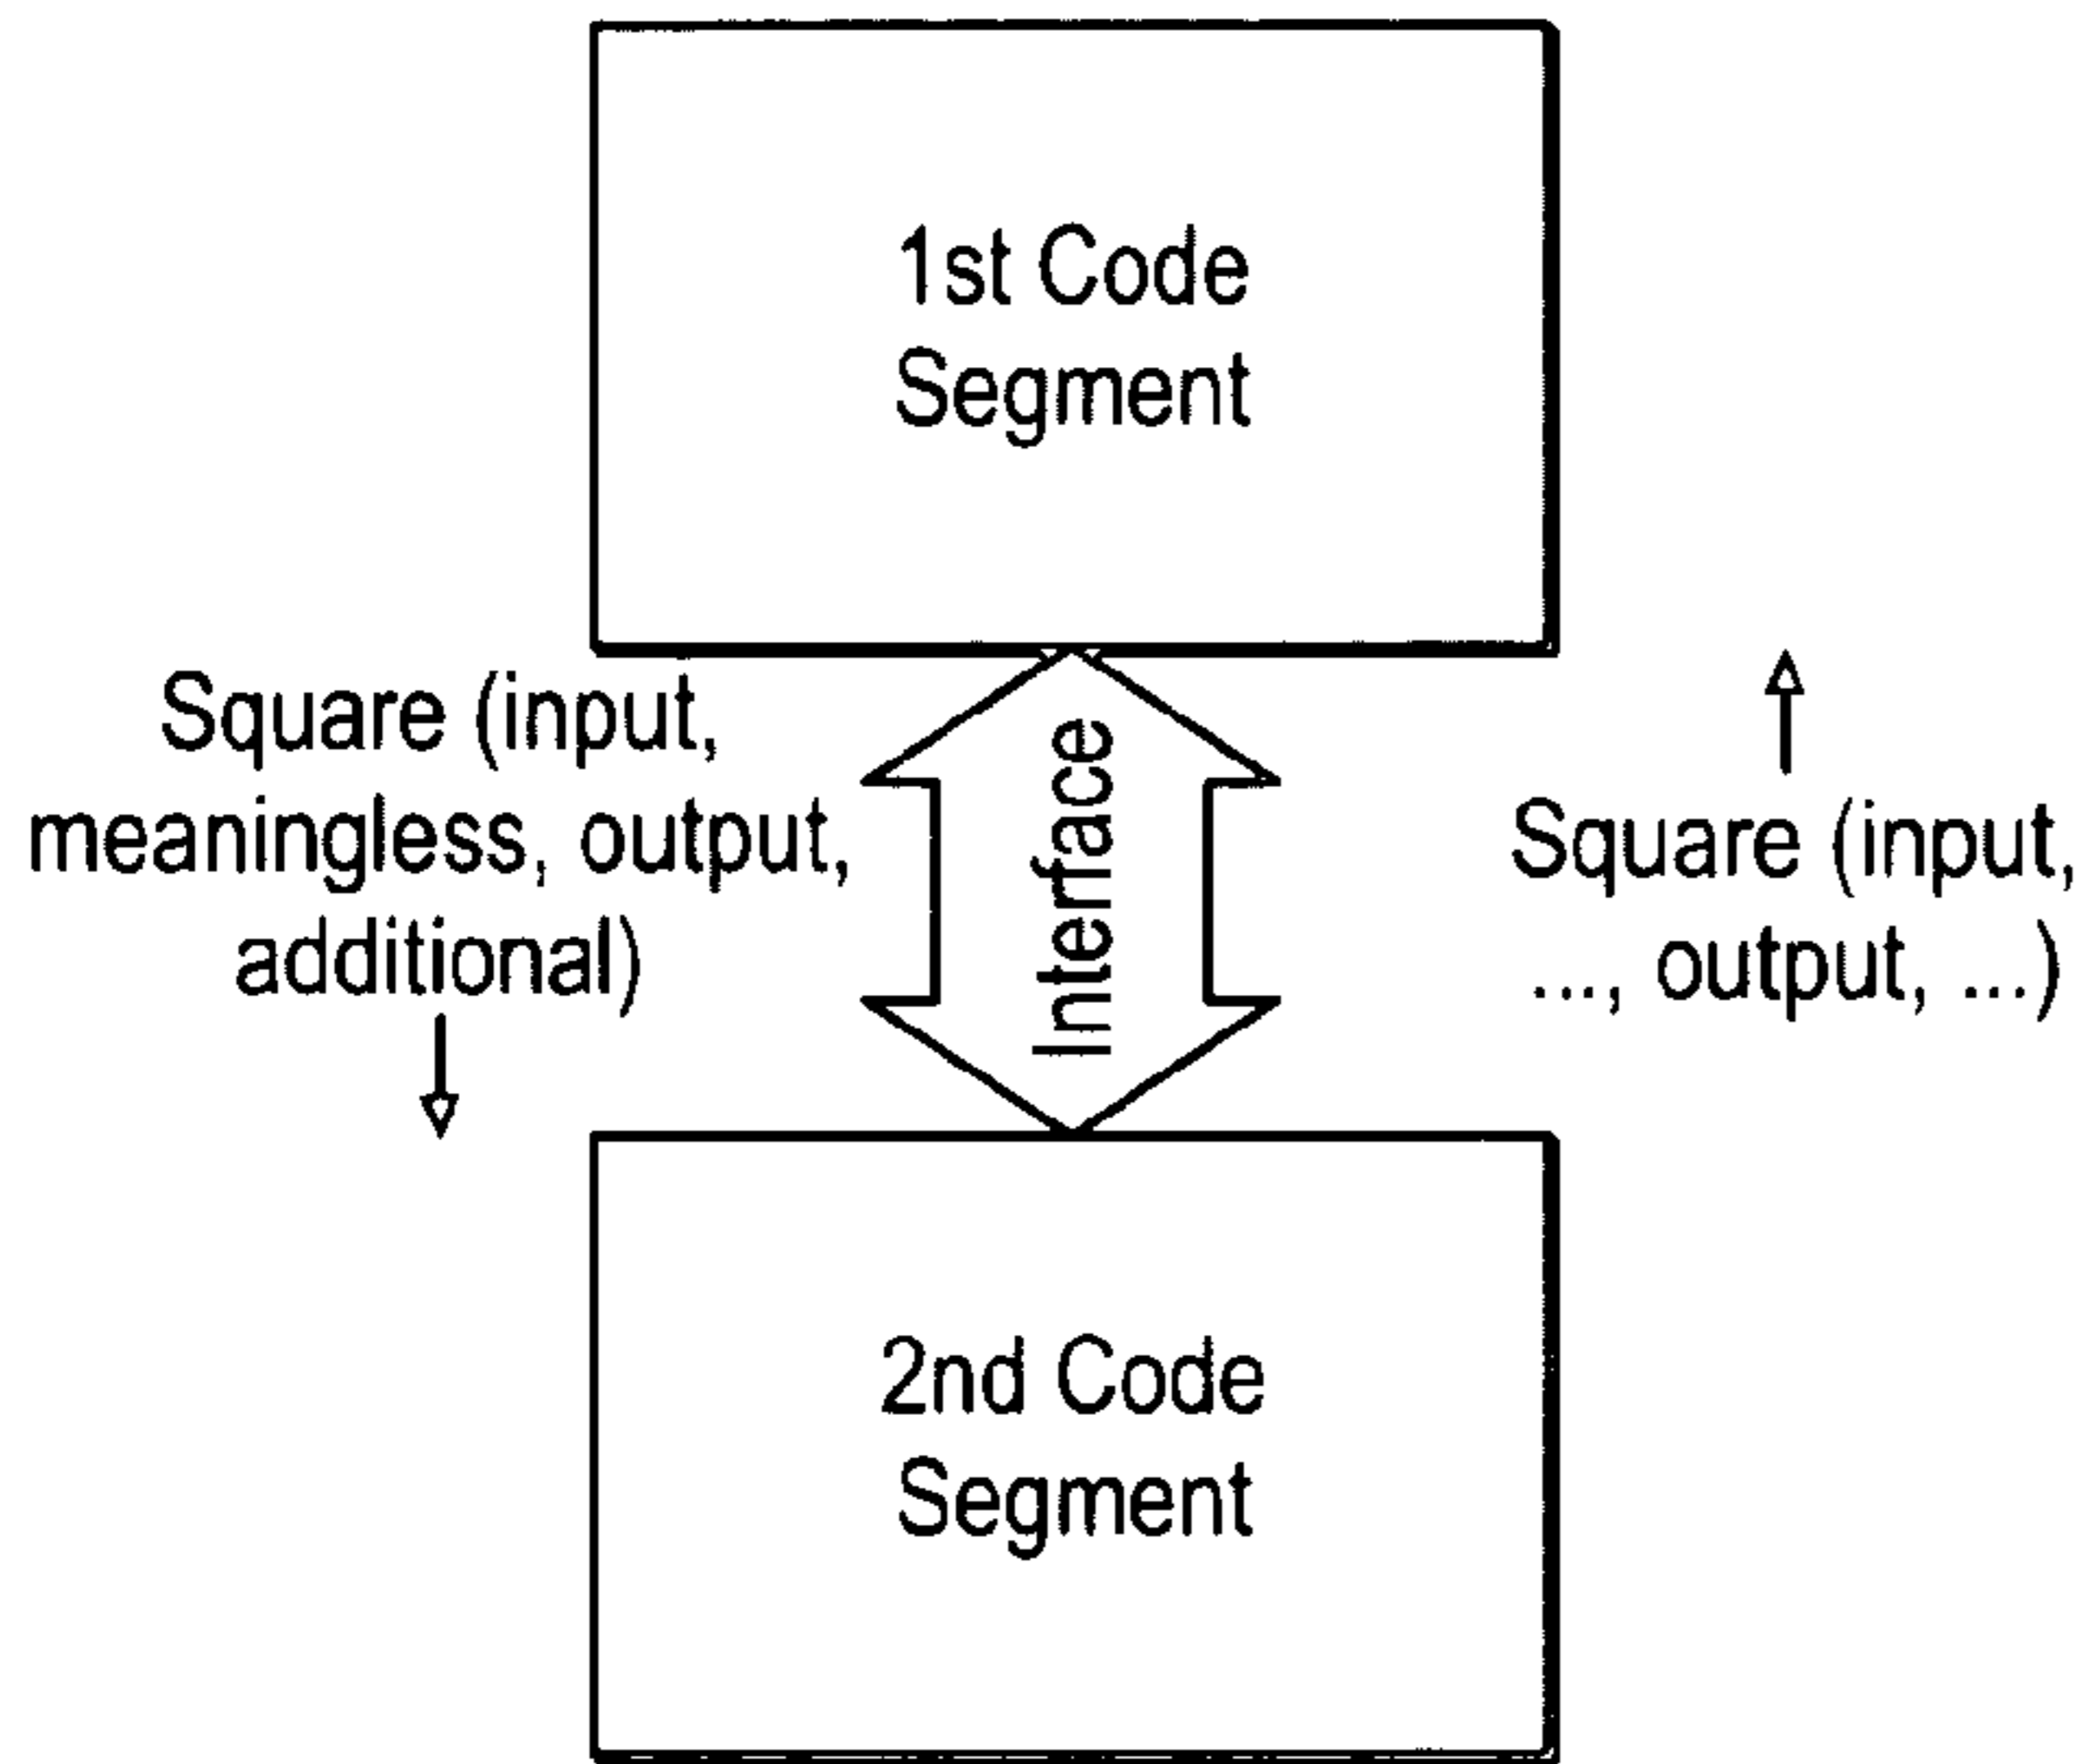 1st Code
Segment
Square (input,
meaningless, output,
additional)
Interface
Square (input,
..., output, ...)
2nd Code
Segment